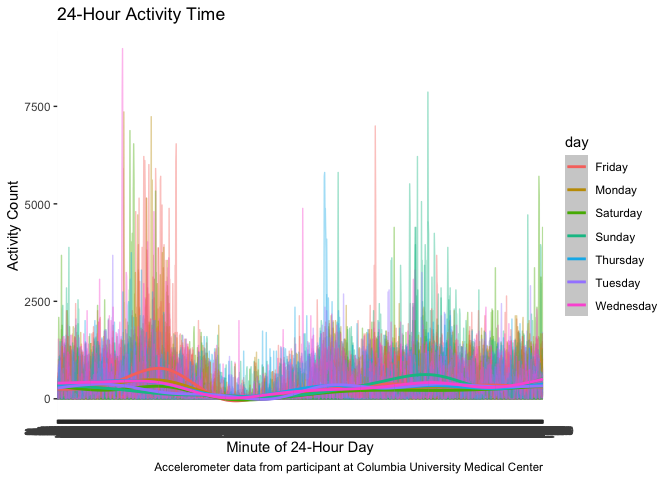 24-Hour Activity Time
7500
5000
2500
0
Activity Count
Minute of 24-Hour Day
Accelerometer data from participant at Columbia University Medical Center
day
Friday
Monday
Saturday
Sunday
Thursday
Tuesday
Wednesday